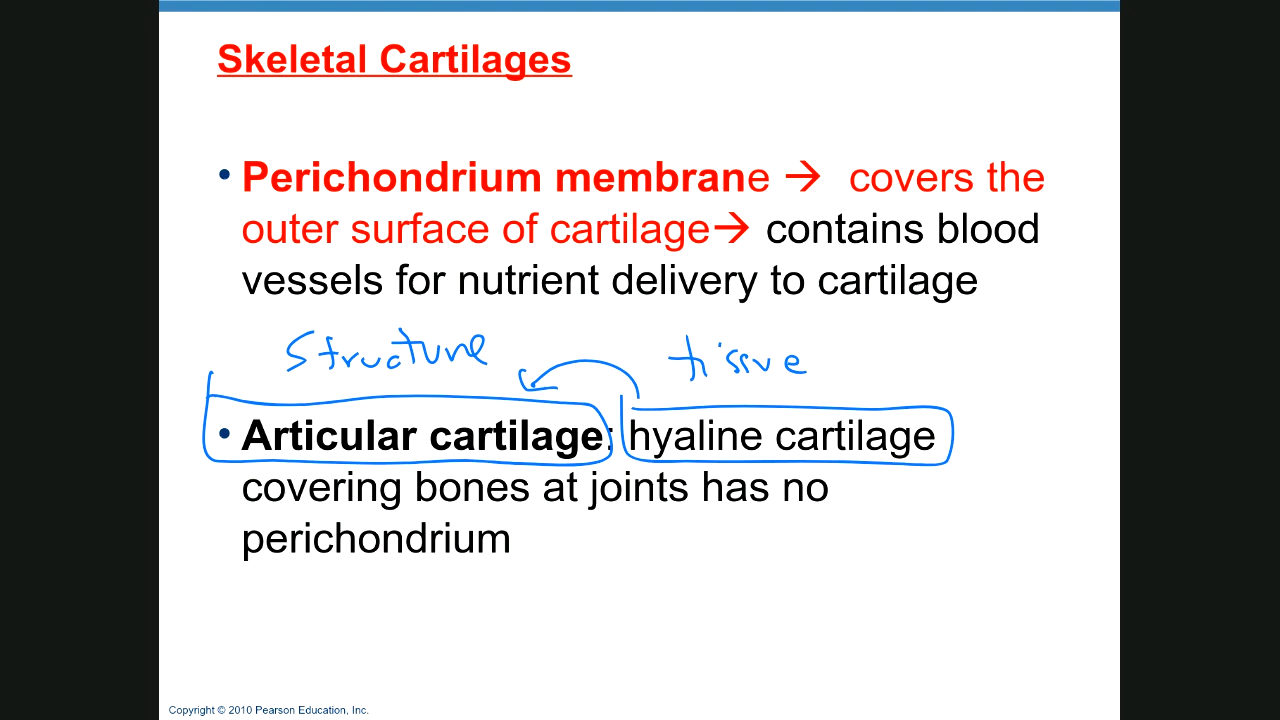 Skeletal Cartilages
• Perichondrium membrane → covers the
outer surface of cartilage→ contains blood
vessels for nutrient delivery to cartilage
Structure tissue
• Articular cartilage: hyaline cartilage
covering bones at joints has no
perichondrium
Copyright © 2010 Pearson Education, Inc.